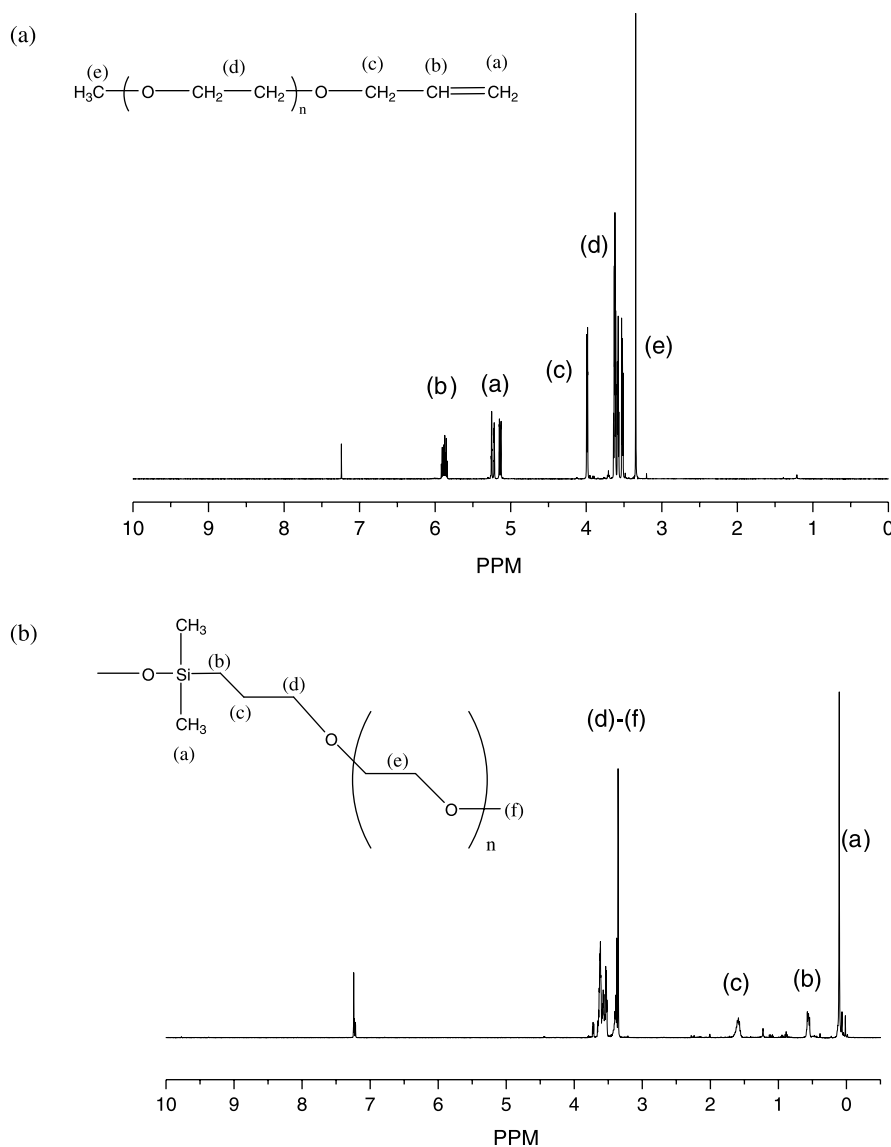 (a)
(e) (d) (c) (b) (a)
H3C O CH2 CH2 O CH2 CH CH2
n
(d)
(e)
(c)
(b) (a)
10 9 8 7 6 5 4 3 2 1 0
PPM
(b)
CH3
O Si (b)
(d)
(c)
CH3
(a)
O
(e)
O (f)
n
(d)-(f)
(a)
(c) (b)
10 9 8 7 6 5 4 3 2 1 0
PPM